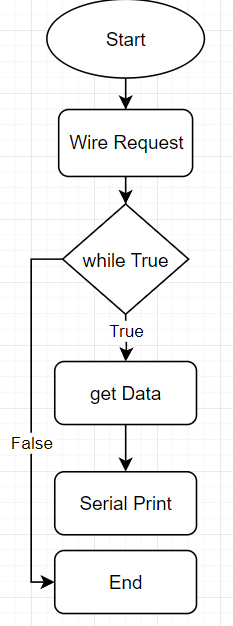 Start
Wire Request
while True
True
get Data
False
Serial Print
End